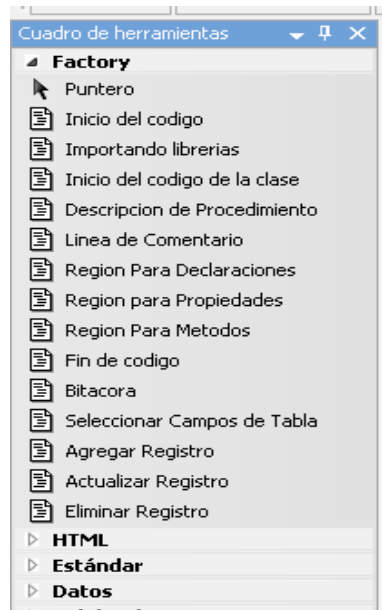 Cuadro de herramientas
Factory
Puntero
Inicio del codigo
Importando librerias
Inicio del codigo de la clase
Descripcion de Procedimiento
Linea de Comentario
Region Para Declaraciones
Region para Propiedades
Region Para Metodos
Fin de codigo
Bitacora
Seleccionar Campos de Tabla
Agregar Registro
Actualizar Registro
Eliminar Registro
HTML
Estándar
Datos